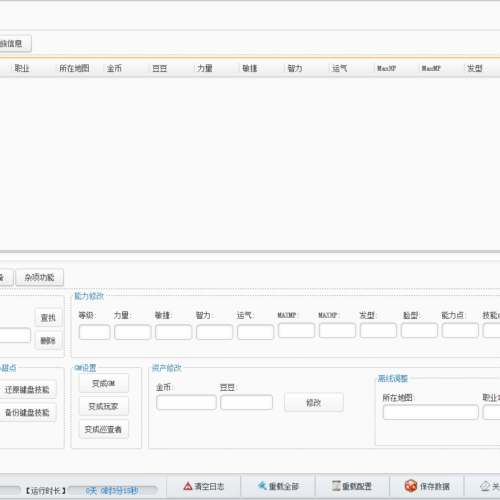 族信息
职业 所在地图 金币 豆豆 力量 敏捷 智力 运气 MaxHP MaxMP 发型
备 杂项功能
能力修改
等级: 力量: 敏捷: 智力: 运气: MAXHP: MAXMP: 发型: 脸型: 能力点: 技能点
查找
删除
GM设置 资产修改 离线调整
变成GM 金币: 豆豆: 所在地图: 职业
还原键盘技能
变成玩家 修改
备份键盘技能
变成巡查者
【运行时长】 0天 0时3分15秒 清空日志 重载全部 重载配置 保存数据 关